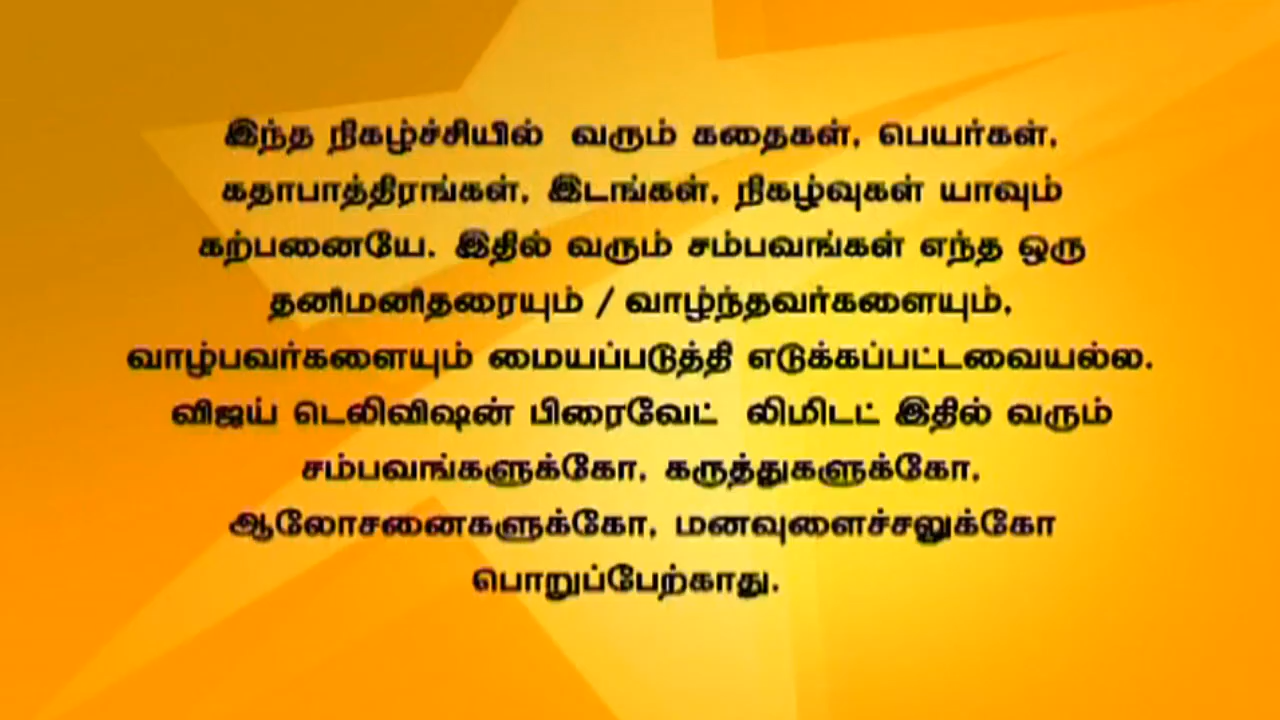 இந்த நிகழ்ச்சியில் வரும் கதைகள், பெயர்கள்,
கதாபாத்திரங்கள், இடங்கள், நிகழ்வுகள் யாவும்
கற்பனையே. இதில் வரும் சம்பவங்கள் எந்த ஒரு
தனிமனிதரையும் / வாழ்ந்தவர்களையும்,
வாழ்பவர்களையும் மையப்படுத்தி எடுக்கப்பட்டவையல்ல.
விஜய் டெலிவிஷன் பிரைவேட் லிமிடட் இதில் வரும்
சம்பவங்களுக்கோ, கருத்துகளுக்கோ,
ஆலோசனைகளுக்கோ, மனவுளைச்சலுக்கோ
பொறுப்பேற்காது.